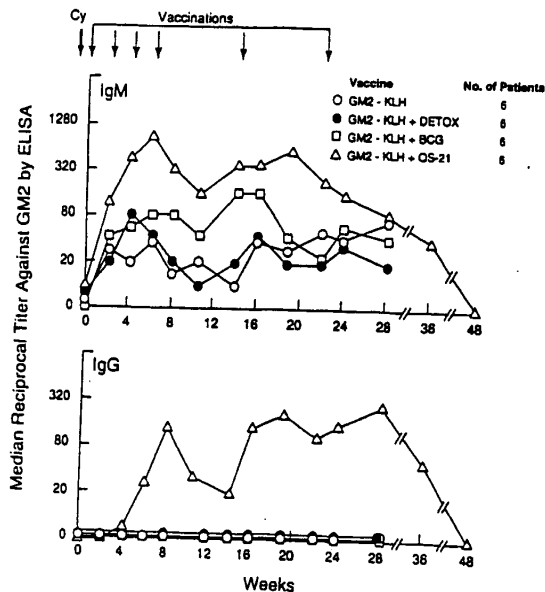 Cy Vaccinations
IgM
Vaccine No. of Patients
GM2 - KLH 6
GM2 - KLH + DETOX 6
GM2 - KLH + BCG 6
GM2 - KLH + QS-21 6
1280
320
80
20
0
0 4 8 12 16 20 24 28 38 48
Median Reciprocal Titer Against GM2 by ELISA
IgG
320
80
20
0
0 4 8 12 16 20 24 28 36 48
Weeks